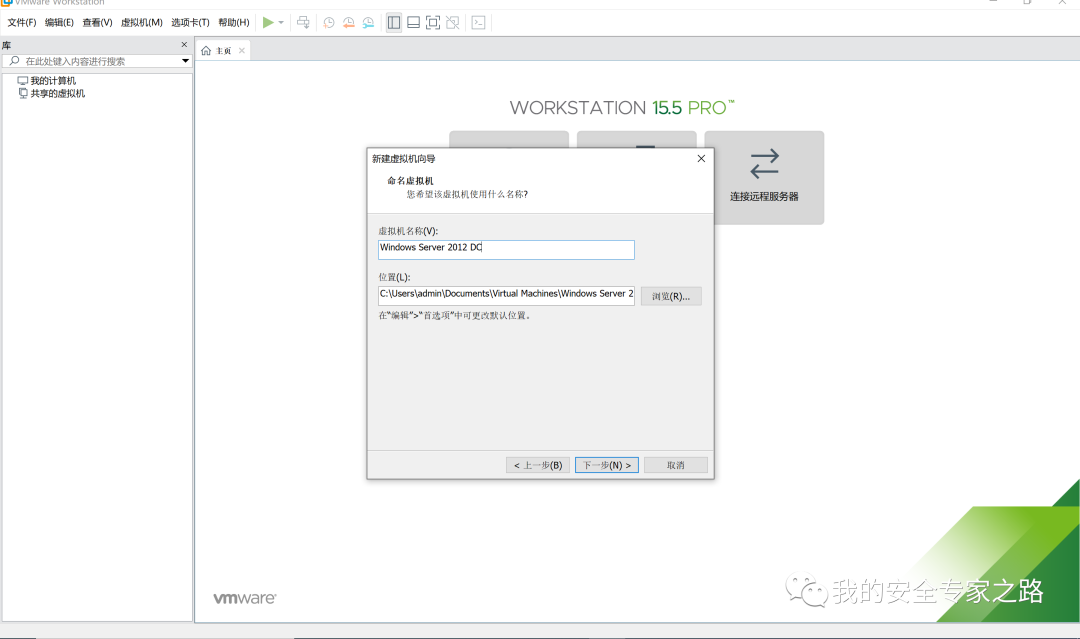 VMware Workstation
文件(F) 编辑(E) 查看(V) 虚拟机(M) 选项卡(T) 帮助(H)
库
在此处键入内容进行搜索
我的计算机
共享的虚拟机
主页
WORKSTATION 15.5 PRO™
连接远程服务器
新建虚拟机向导
命名虚拟机
您希望该虚拟机使用什么名称?
虚拟机名称(V):
Windows Server 2012 DC
位置(L):
C:\Users\admin\Documents\Virtual Machines\Windows Server 2
浏览(R)...
在"编辑">"首选项"中可更改默认位置。
< 上一步(B) 下一步(N) > 取消
vmware
我的安全专家之路